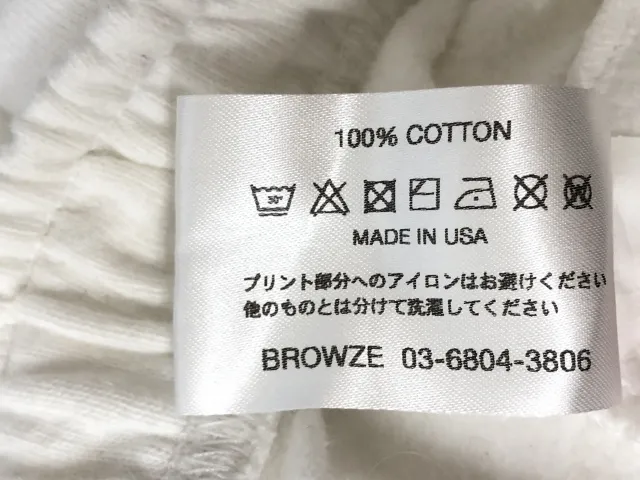 100% COTTON
30°
W
MADE IN USA
プリント部分へのアイロンはお避けください
他のものとは分けて洗濯してください
BROWZE 03-6804-3806